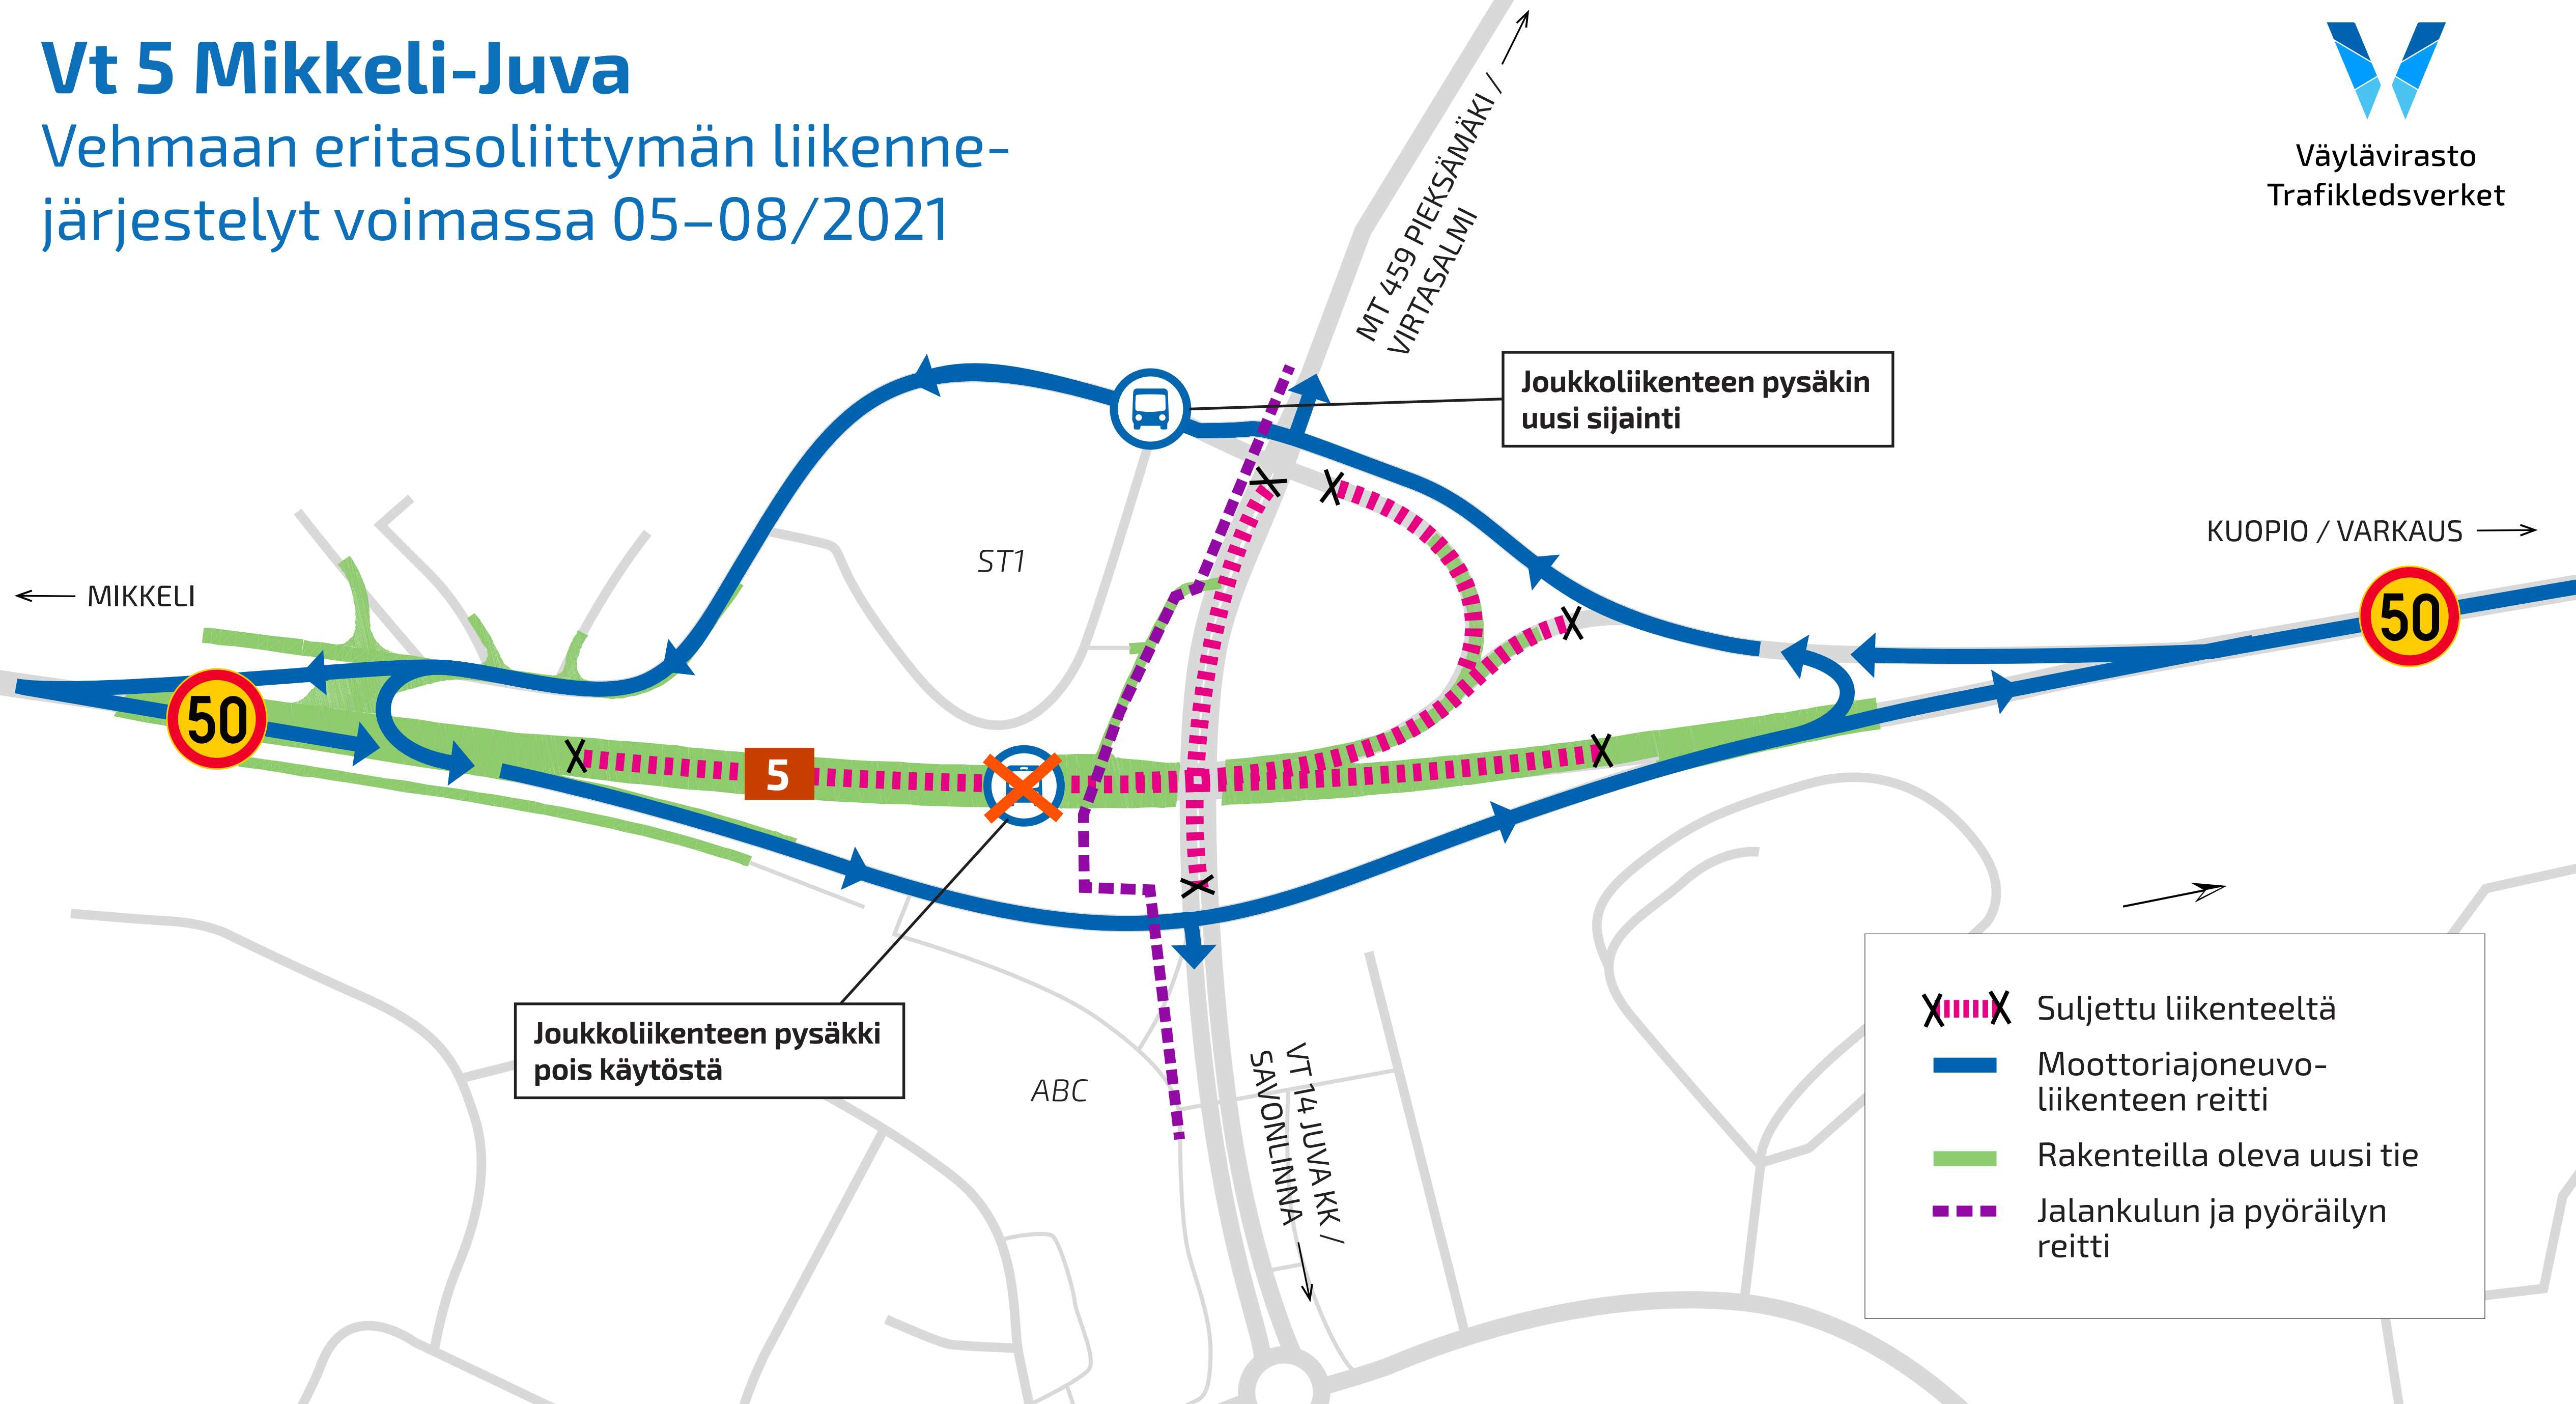 Vt 5 Mikkeli-Juva
Vehmaan eritasoliittymän liikenne-
järjestelyt voimassa 05–08/2021
Väylävirasto
Trafikledsverket
MT 459 PIEKSÄMÄKI /
VIRTASALMI
Joukkoliikenteen pysäkin
uusi sijainti
KUOPIO / VARKAUS
ST1
MIKKELI
50
50
5
Joukkoliikenteen pysäkki
pois käytöstä
ABC
VT 14 JUVA KK /
SAVONLINNA
Suljettu liikenteeltä
Moottoriajoneuvo-
liikenteen reitti
Rakenteilla oleva uusi tie
Jalankulun ja pyöräilyn
reitti